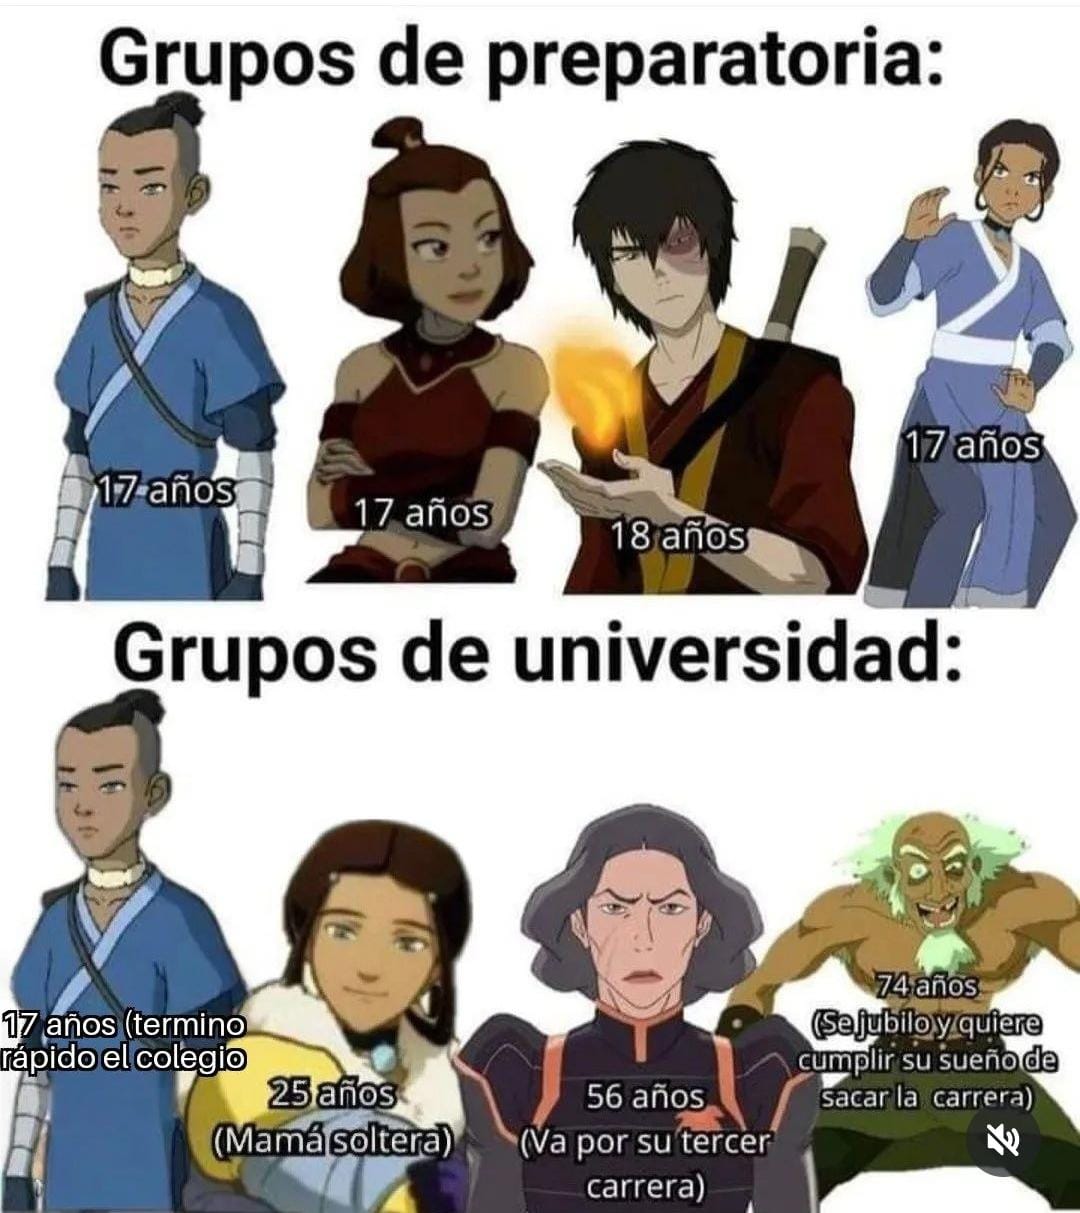 Grupos de preparatoria:
17 años
17 años
18 años
17 años
Grupos de universidad:
17 años (termino
rápido el colegio
25 años
(Mamá soltera)
56 años
(Va por su tercer
carrera)
74 años
(Se jubilo y quiere
cumplir su sueño de
sacar la carrera)